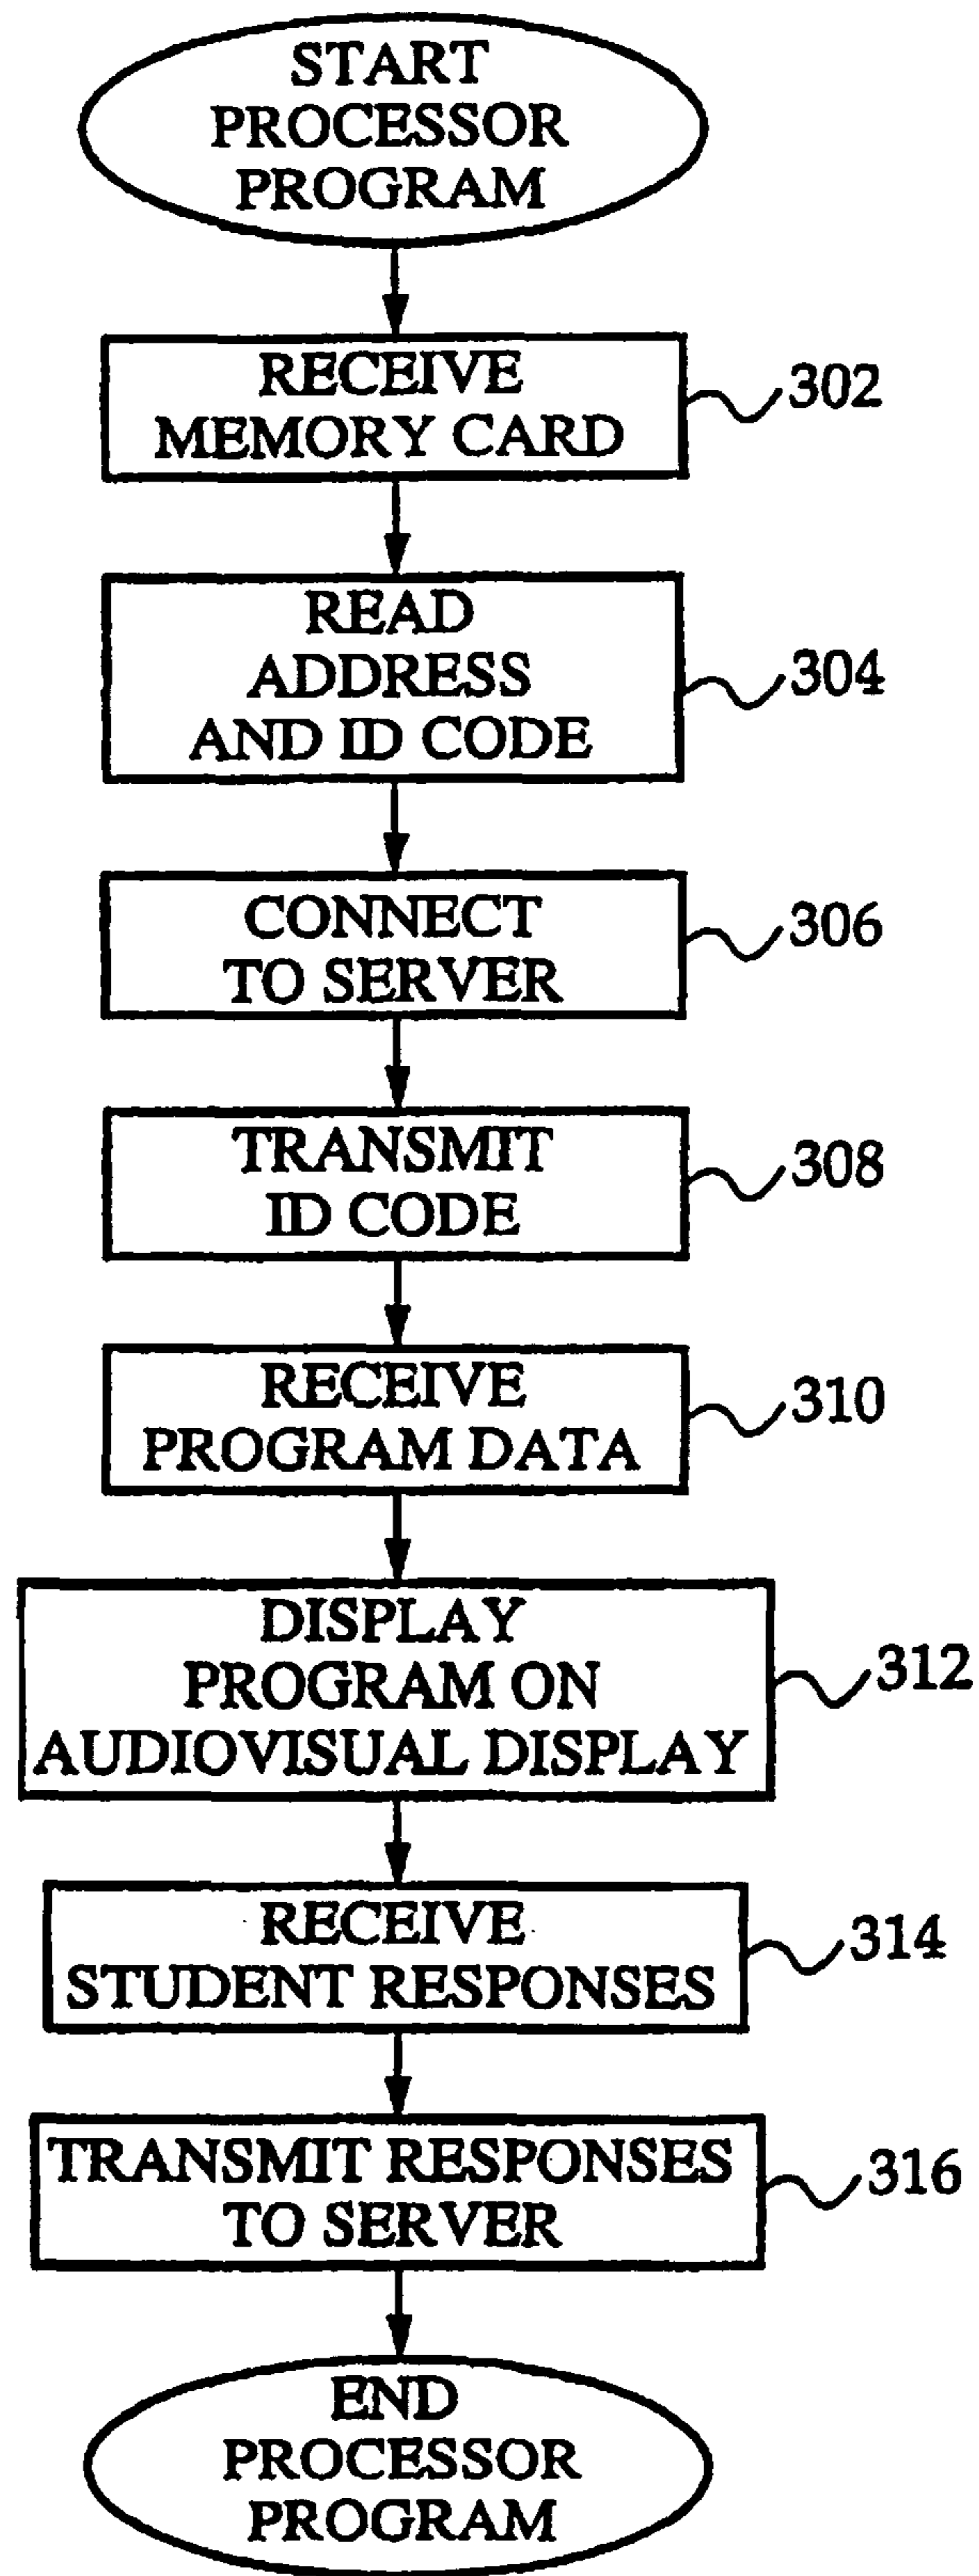 START
PROCESSOR
PROGRAM
RECEIVE
MEMORY CARD
302
READ
ADDRESS
AND ID CODE
304
CONNECT
TO SERVER
306
TRANSMIT
ID CODE
308
RECEIVE
PROGRAM DATA
310
DISPLAY
PROGRAM ON
AUDIOVISUAL DISPLAY
312
RECEIVE
STUDENT RESPONSES
314
TRANSMIT RESPONSES
TO SERVER
316
END
PROCESSOR
PROGRAM